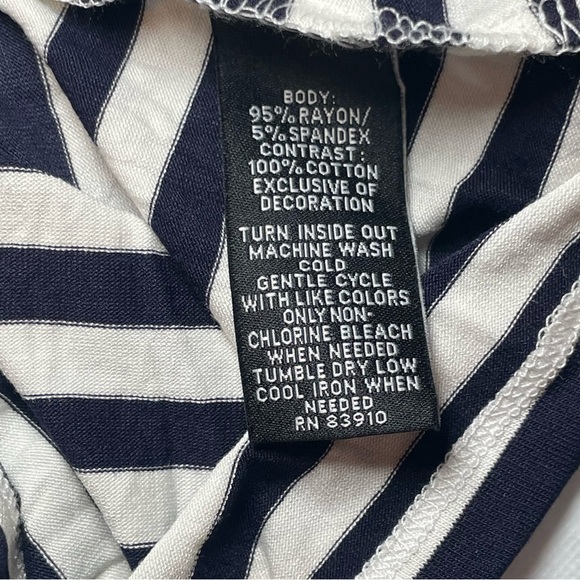 BODY:
95% RAYON/
5% SPANDEX
CONTRAST:
100% COTTON
EXCLUSIVE OF
DECORATION
TURN INSIDE OUT
MACHINE WASH
COLD
GENTLE CYCLE
WITH LIKE COLORS
ONLY NON-
CHLORINE BLEACH
WHEN NEEDED
TUMBLE DRY LOW
COOL IRON WHEN
NEEDED
RN 83910